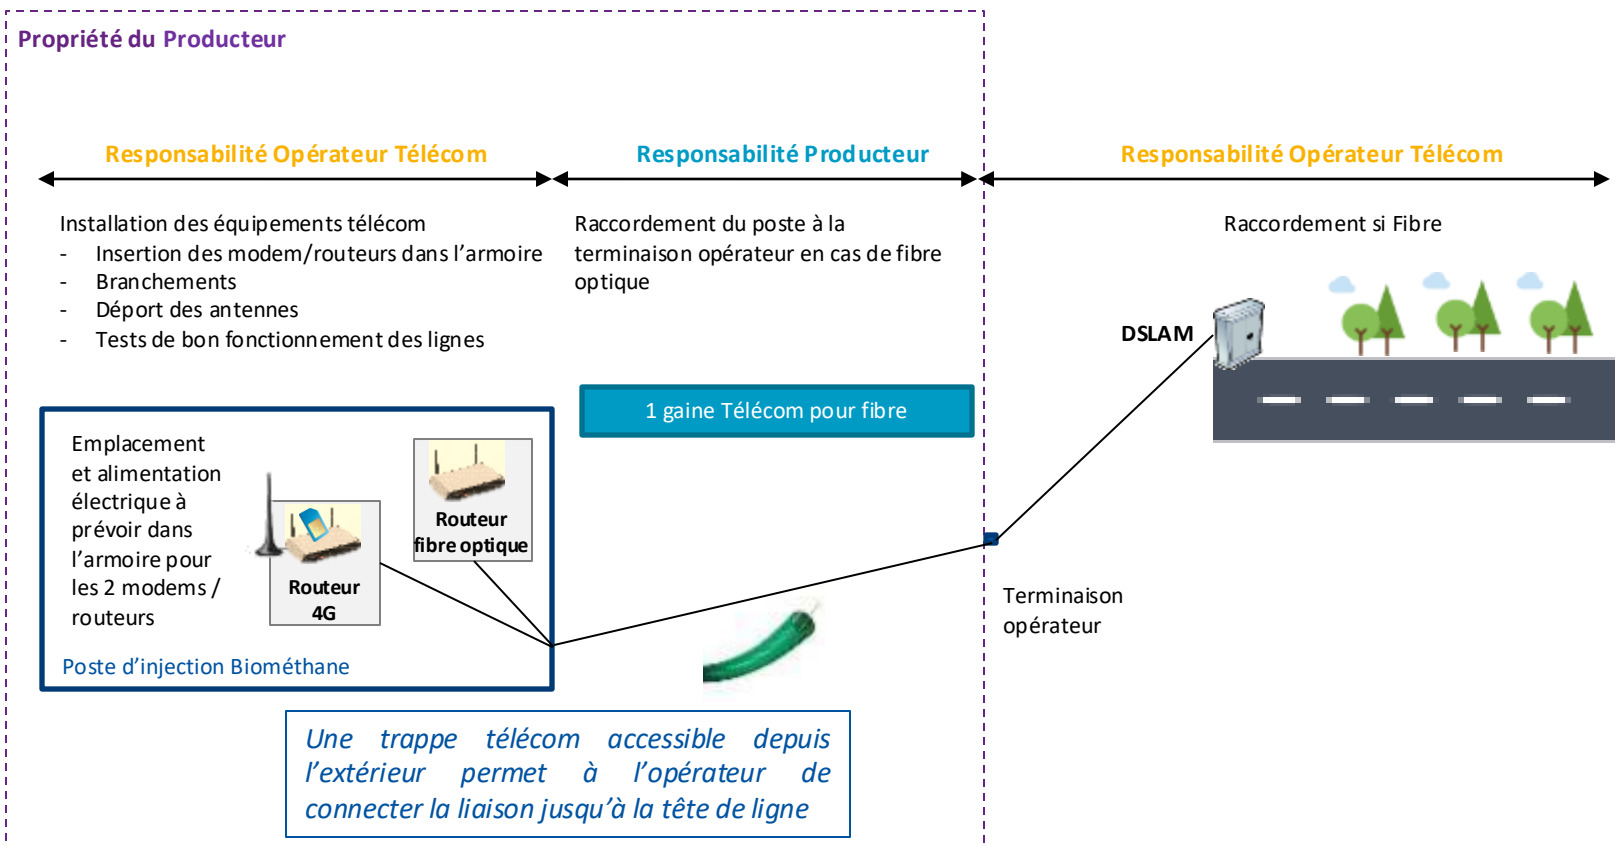 Propriété du Producteur
Responsabilité Opérateur Télécom
Responsabilité Producteur
Responsabilité Opérateur Télécom
Installation des équipements télécom
- Insertion des modem/routeurs dans l’armoire
- Branchements
- Déport des antennes
- Tests de bon fonctionnement des lignes
Raccordement du poste à la
terminaison opérateur en cas de fibre
optique
Raccordement si Fibre
DSLAM
1 gaine Télécom pour fibre
Emplacement
et alimentation
électrique à
prévoir dans
l’armoire pour
les 2 modems /
routeurs
Routeur
4G
Routeur
fibre optique
Poste d’injection Biométhane
Terminaison
opérateur
Une trappe télécom accessible depuis
l’extérieur permet à l’opérateur de
connecter la liaison jusqu’à la tête de ligne